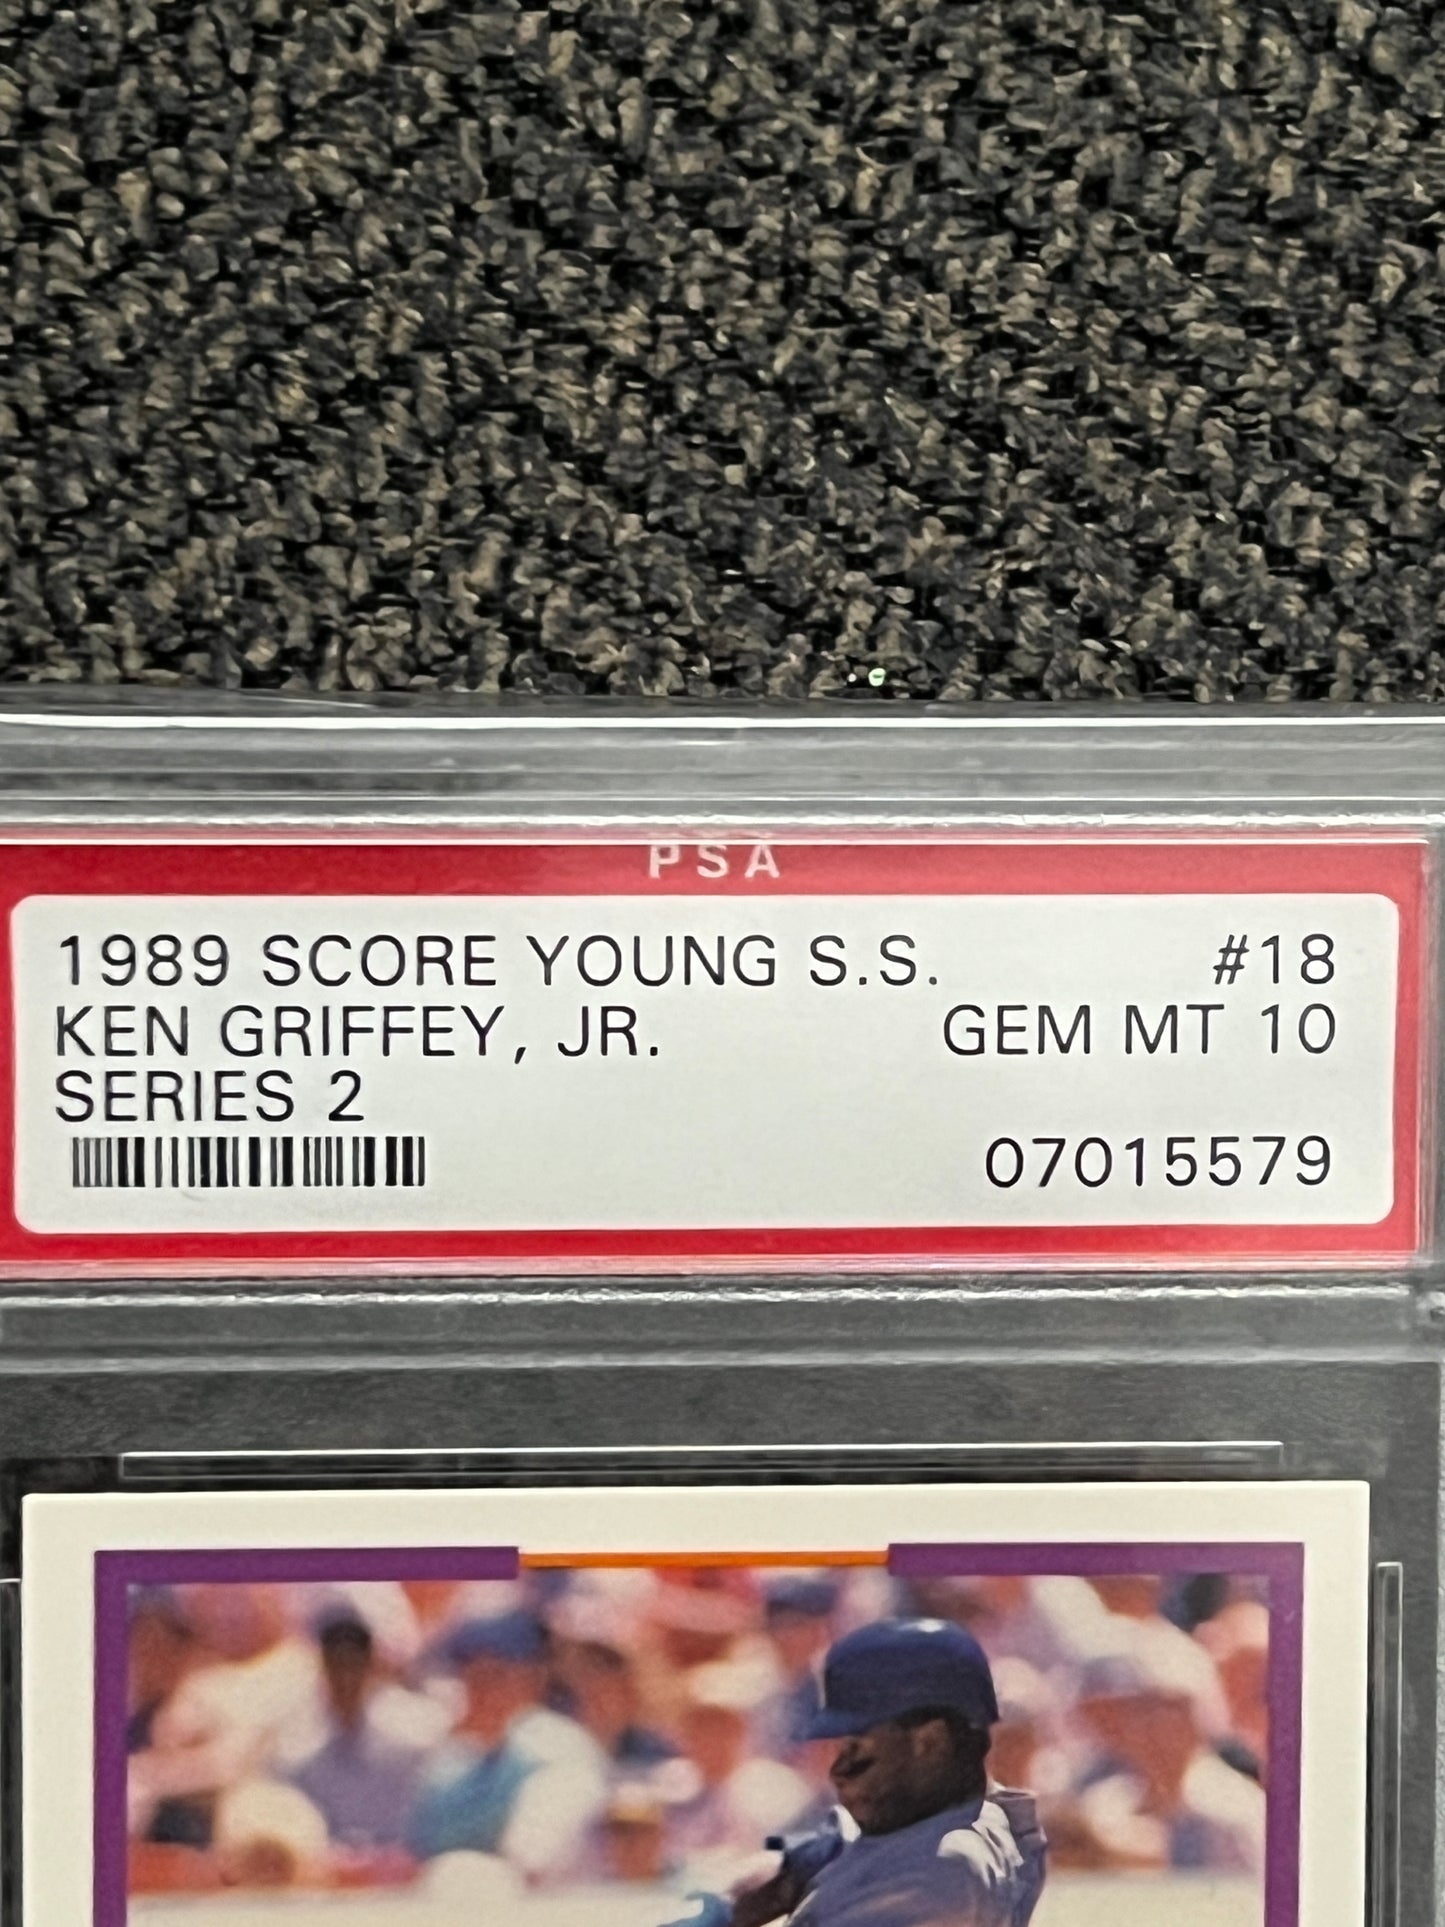 PSA
1989 SCORE YOUNG S.S. #18
KEN GRIFFEY, JR. GEM MT 10
SERIES 2
07015579